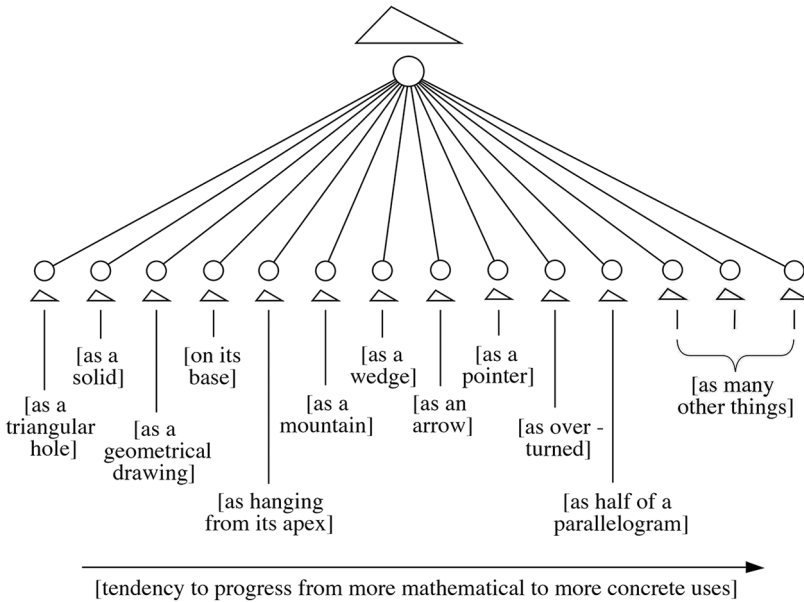 [as a
triangular
hole]
[as a
solid]
[as a
geometrical
drawing]
[on its
base]
[as hanging
from its apex]
[as a
mountain]
[as a
wedge]
[as an
arrow]
[as a
pointer]
[as over -
turned]
[as half of a
parallelogram]
[as many
other things]
[tendency to progress from more mathematical to more concrete uses]